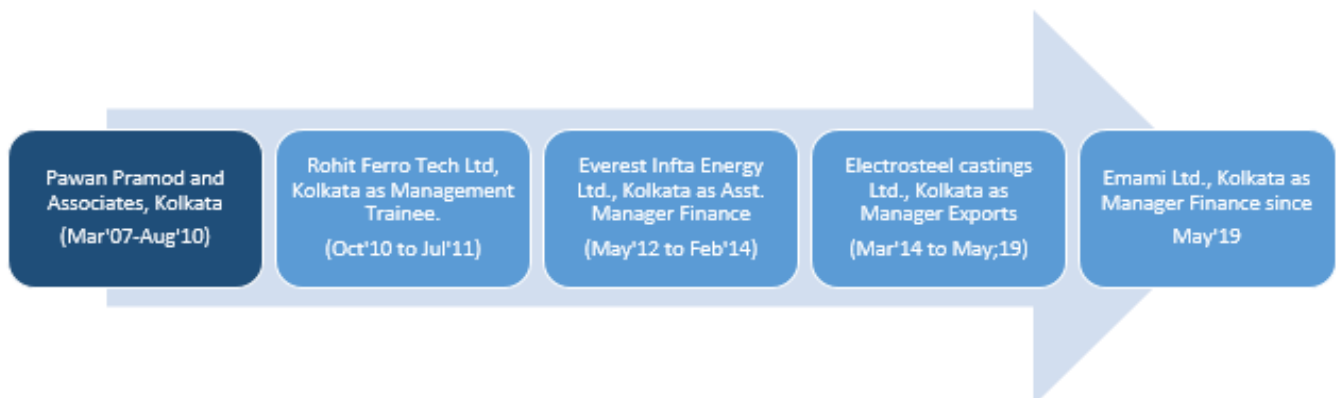 Pawan Pramod and
Associates, Kolkata
(Mar'07-Aug'10)
Rohit Ferro Tech Ltd,
Kolkata as Management
Trainee.
(Oct'10 to Jul'11)
Everest Infta Energy
Ltd., Kolkata as Asst.
Manager Finance
(May'12 to Feb'14)
Electrosteel castings
Ltd., Kolkata as
Manager Exports
(Mar'14 to May;19)
Emami Ltd., Kolkata as
Manager Finance since
May'19